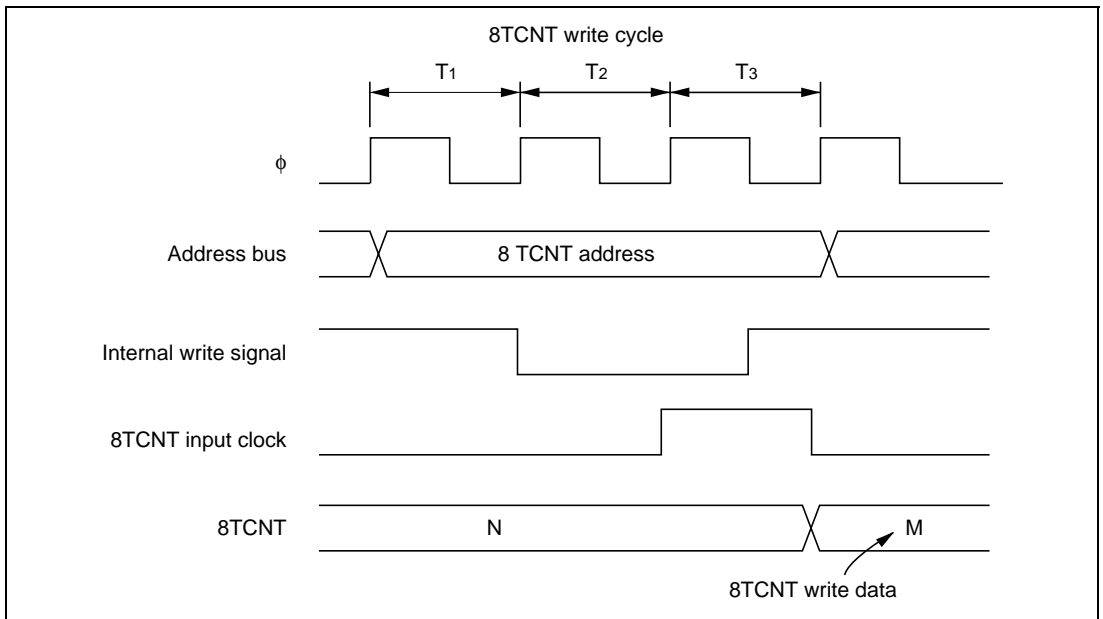 8TCNT write cycle
T1 T2 T3
ϕ
Address bus
8 TCNT address
Internal write signal
8TCNT input clock
8TCNT
N
M
8TCNT write data